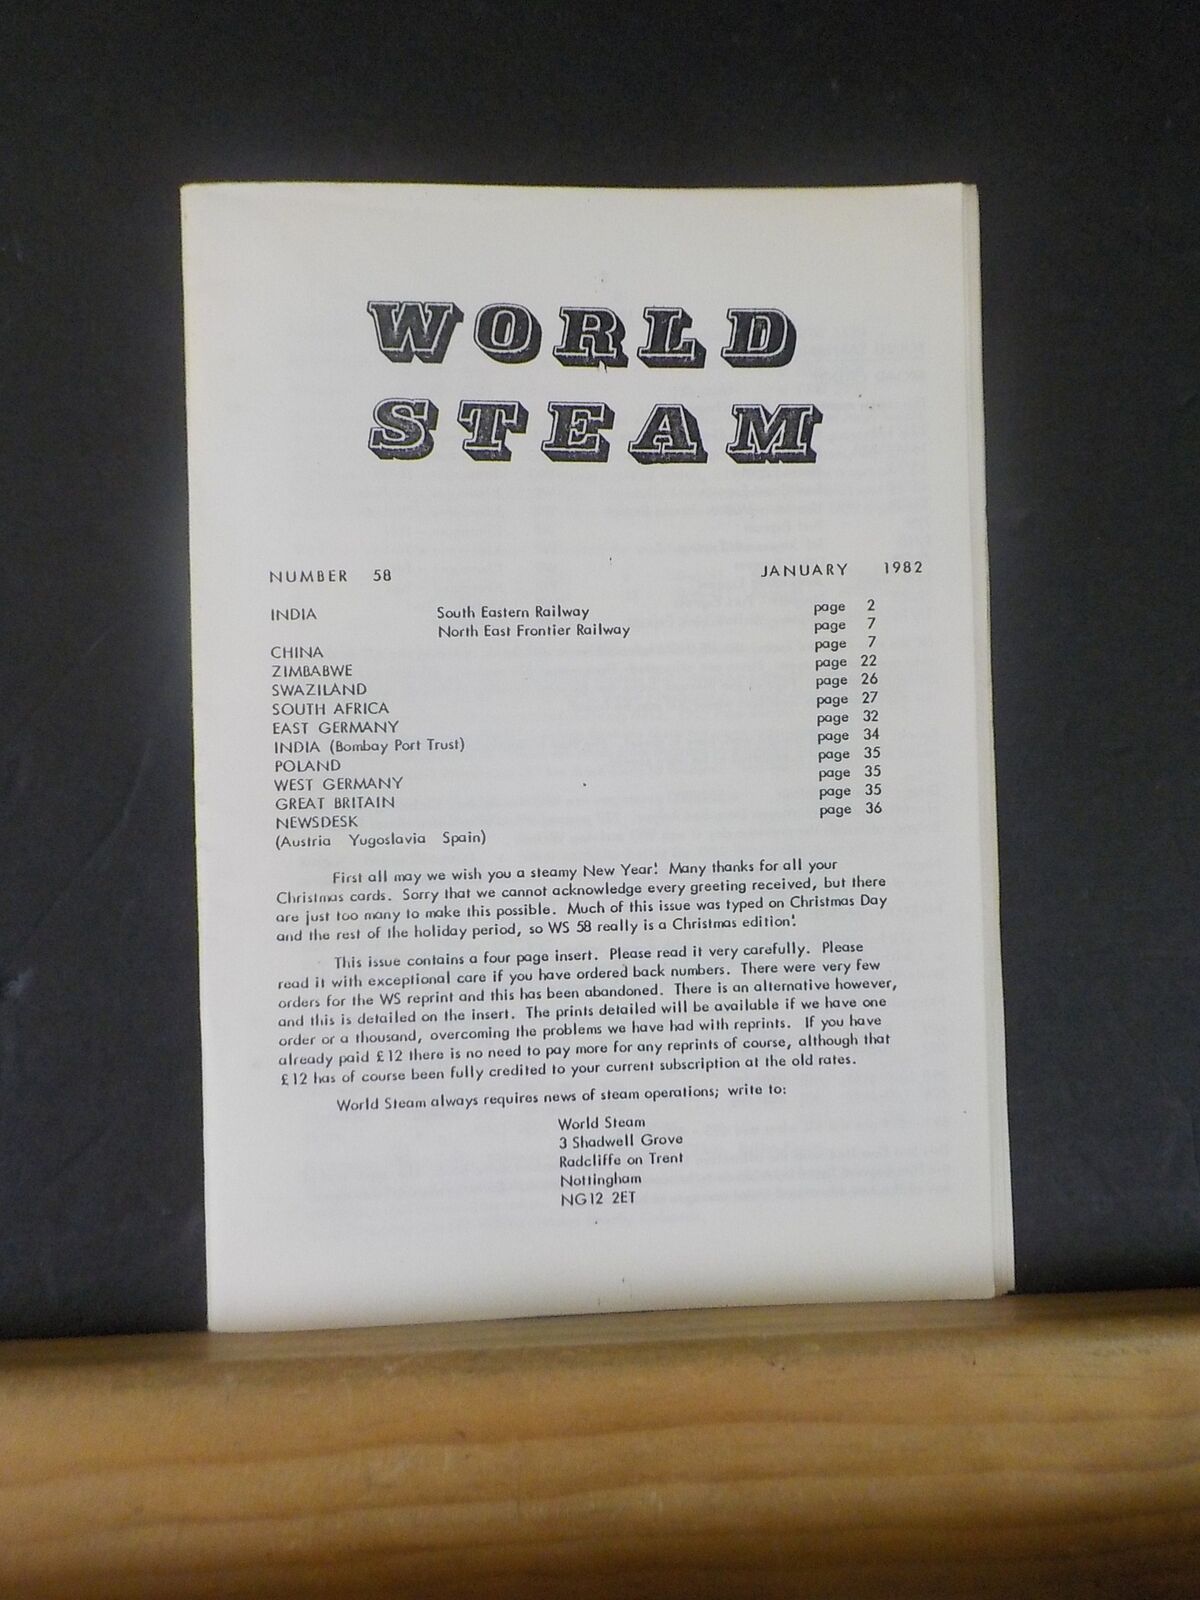 WORLD
STEAM
NUMBER 58 JANUARY 1982
INDIA South Eastern Railway page 2
North East Frontier Railway page 7
CHINA page 7
ZIMBABWE page 22
SWAZILAND page 26
SOUTH AFRICA page 27
EAST GERMANY page 32
INDIA (Bombay Port Trust) page 34
POLAND page 35
WEST GERMANY page 35
GREAT BRITAIN page 35
NEWSDESK page 36
(Austria Yugoslavia Spain)
First all may we wish you a steamy New Year! Many thanks for all your
Christmas cards. Sorry that we cannot acknowledge every greeting received, but there
are just too many to make this possible. Much of this issue was typed on Christmas Day
and the rest of the holiday period, so WS 58 really is a Christmas edition!
This issue contains a four page insert. Please read it very carefully. Please
read it with exceptional care if you have ordered back numbers. There were very few
orders for the WS reprint and this has been abandoned. There is an alternative however,
and this is detailed on the insert. The prints detailed will be available if we have one
order or a thousand, overcoming the problems we have had with reprints. If you have
already paid £12 there is no need to pay more for any reprints of course, although that
£12 has of course been fully credited to your current subscription at the old rates.
World Steam always requires news of steam operations; write to:
World Steam
3 Shadwell Grove
Radcliffe on Trent
Nottingham
NG12 2ET